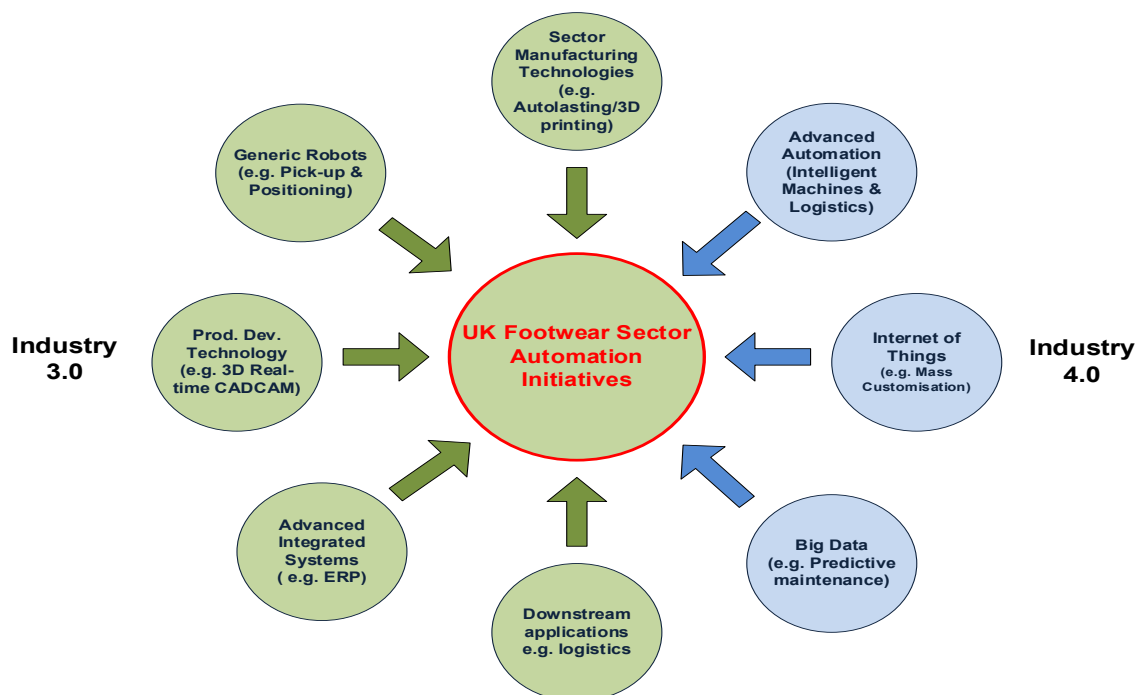 Sector
Manufacturing
Technologies
(e.g.
Autolasting/3D
printing)
Generic Robots
(e.g. Pick-up &
Positioning)
Advanced
Automation
(Intelligent
Machines &
Logistics)
Industry
3.0
Prod. Dev.
Technology
(e.g. 3D Real-
time CADCAM)
UK Footwear Sector
Automation
Initiatives
Internet of
Things
(e.g. Mass
Customisation)
Industry
4.0
Advanced
Integrated
Systems
( e.g. ERP)
Big Data
(e.g. Predictive
maintenance)
Downstream
applications
e.g. logistics